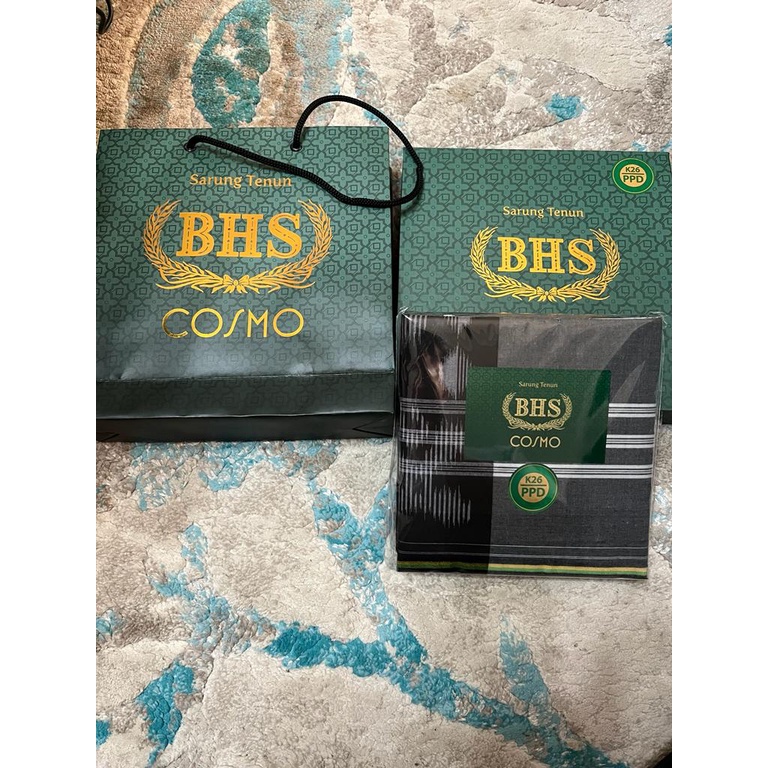 Sarung Tenun
BHS
COSMO
K26
PPD
Sarung Tenun
BHS
Sarung Tenun
BHS
COSMO
K26
PPD